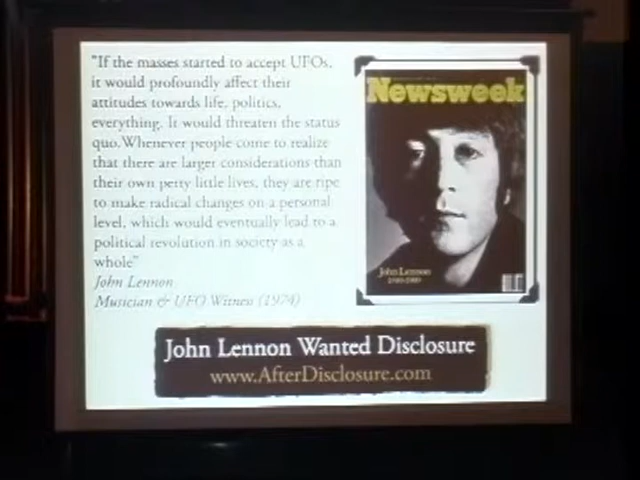 "If the masses started to accept UFOs,
it would profoundly affect their
attitudes towards life, politics,
everything. It would threaten the status
quo.Whenever people come to realize
that there are larger considerations than
their own petty little lives, they are ripe
to make radical changes on a personal
level, which would eventually lead to a
political revolution in society as a
whole"
John Lennon
Musician & UFO Witness (1974)
Newsweek
John Lennon
1940-1980
John Lennon Wanted Disclosure
www.AfterDisclosure.com